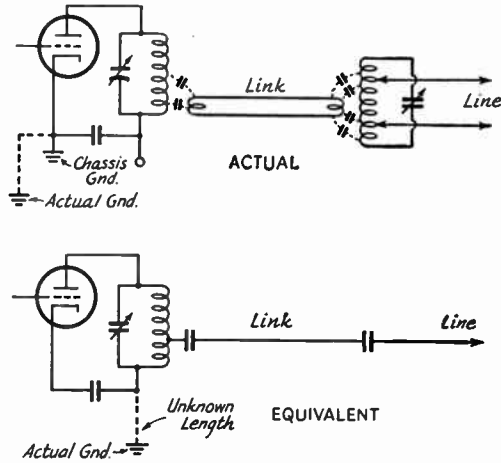 Link
Line
Chassis
Gnd.
ACTUAL
Actual Gnd.
Link
Line
Unknown
Length
EQUIVALENT
Actual Gnd.